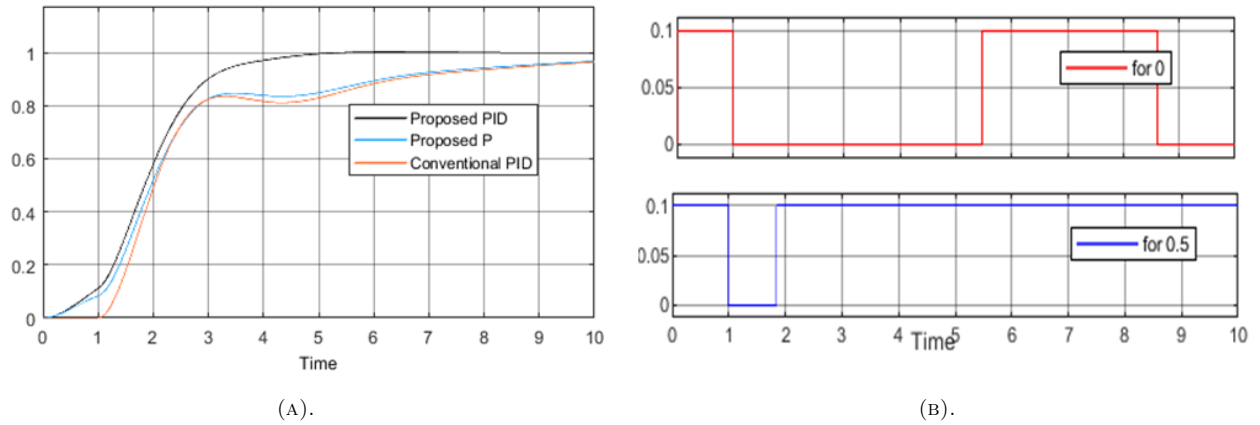 1
0.8
0.6
0.4
0.2
0
Proposed PID
Proposed P
Conventional PID
0 1 2 3 4 5 6 7 8 9 10
Time
(A).
0.1
0.05
0
for 0
0.1
0.05
0
for 0.5
0 1 2 3 4 5 6 7 8 9 10
Time
(B).